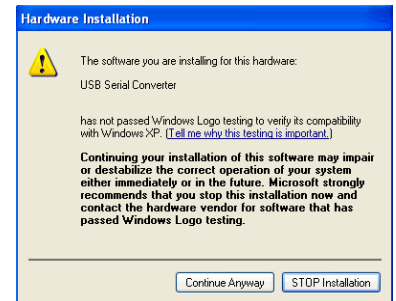 Hardware Installation
The software you are installing for this hardware:
USB Serial Converter
has not passed Windows Logo testing to verify its compatibility
with Windows XP. (Tell me why this testing is important.)
Continuing your installation of this software may impair
or destabilize the correct operation of your system
either immediately or in the future. Microsoft strongly
recommends that you stop this installation now and
contact the hardware vendor for software that has
passed Windows Logo testing.
Continue Anyway
STOP Installation